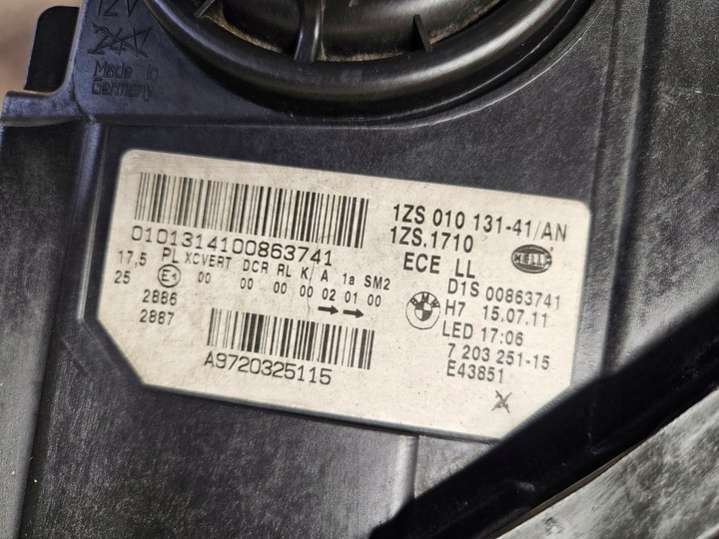 12V
24V
Made in
Germany
0101314100863741
17,5 PL XCVERT DCR RL K/ A 1a SM2
25 E1 00 00 00 00 02 01 00
→ →
2886
2887
A9720325115
1ZS 010 131-41/AN
1ZS.1710
ECE LL
HELLA
D1S 00863741
BMW
H7 15.07.11
LED 17:06
7 203 251-15
E43851